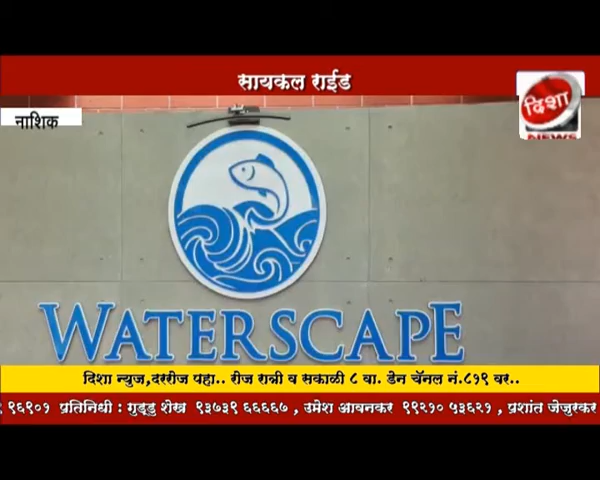 सायकल राईड
दिशा
NEWS
नाशिक
WATERSCAPE
दिशा न्युज,दररोज पहा.. रोज रात्री व सकाळी ८ वा. डेन चॅनल नं.८१९ वर..
९६९०१ प्रतिनिधी : गुड्डु शेख ९३७३९ ६६६६७ , उमेश आवनकर ९९२१० ५३६२१ , प्रशांत जेजुरकर